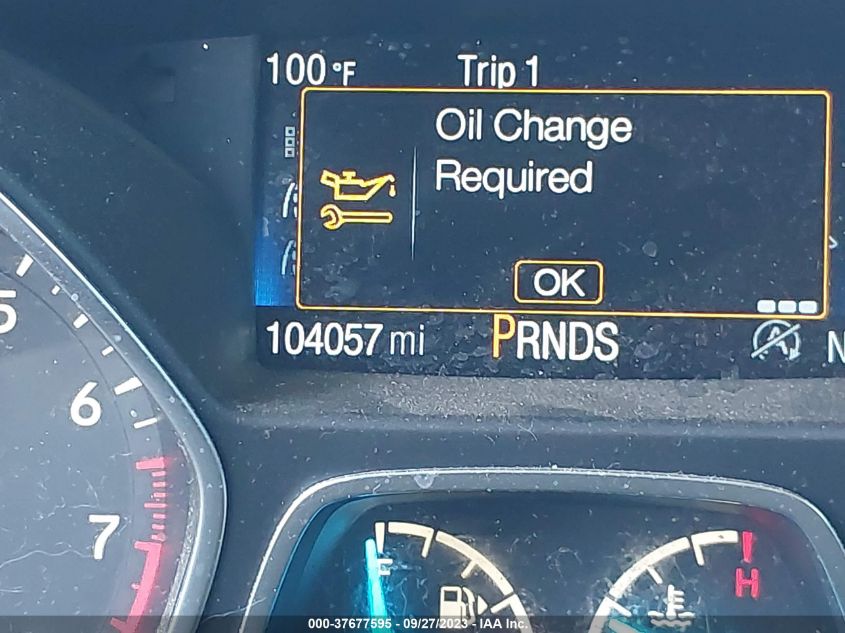 100 °F Trip 1
Oil Change
Required
OK
104057 mi PRNDS A N
5
6
7
E
H
000-37677595 - 09/27/2023 - IAA Inc.